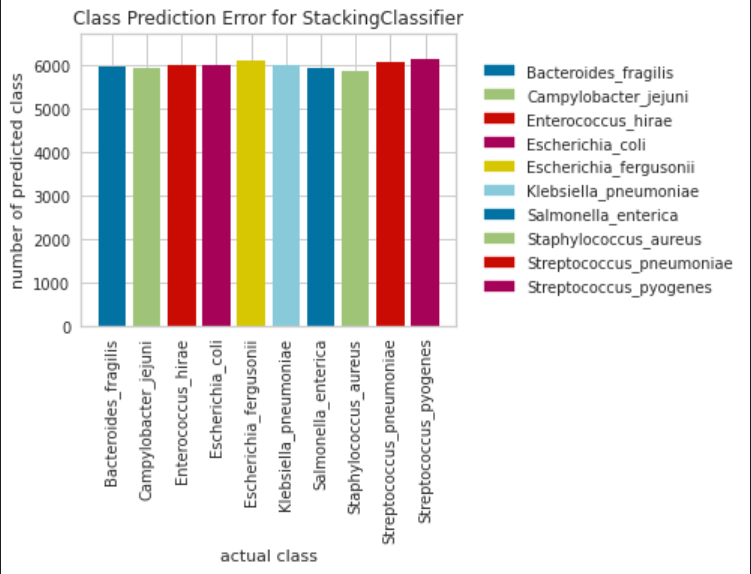 Class Prediction Error for StackingClassifier
number of predicted class
6000
5000
4000
3000
2000
1000
0
Bacteroides_fragilis
Campylobacter_jejuni
Enterococcus_hirae
Escherichia_coli
Escherichia_fergusonii
Klebsiella_pneumoniae
Salmonella_enterica
Staphylococcus_aureus
Streptococcus_pneumoniae
Streptococcus_pyogenes
actual class
Bacteroides_fragilis
Campylobacter_jejuni
Enterococcus_hirae
Escherichia_coli
Escherichia_fergusonii
Klebsiella_pneumoniae
Salmonella_enterica
Staphylococcus_aureus
Streptococcus_pneumoniae
Streptococcus_pyogenes